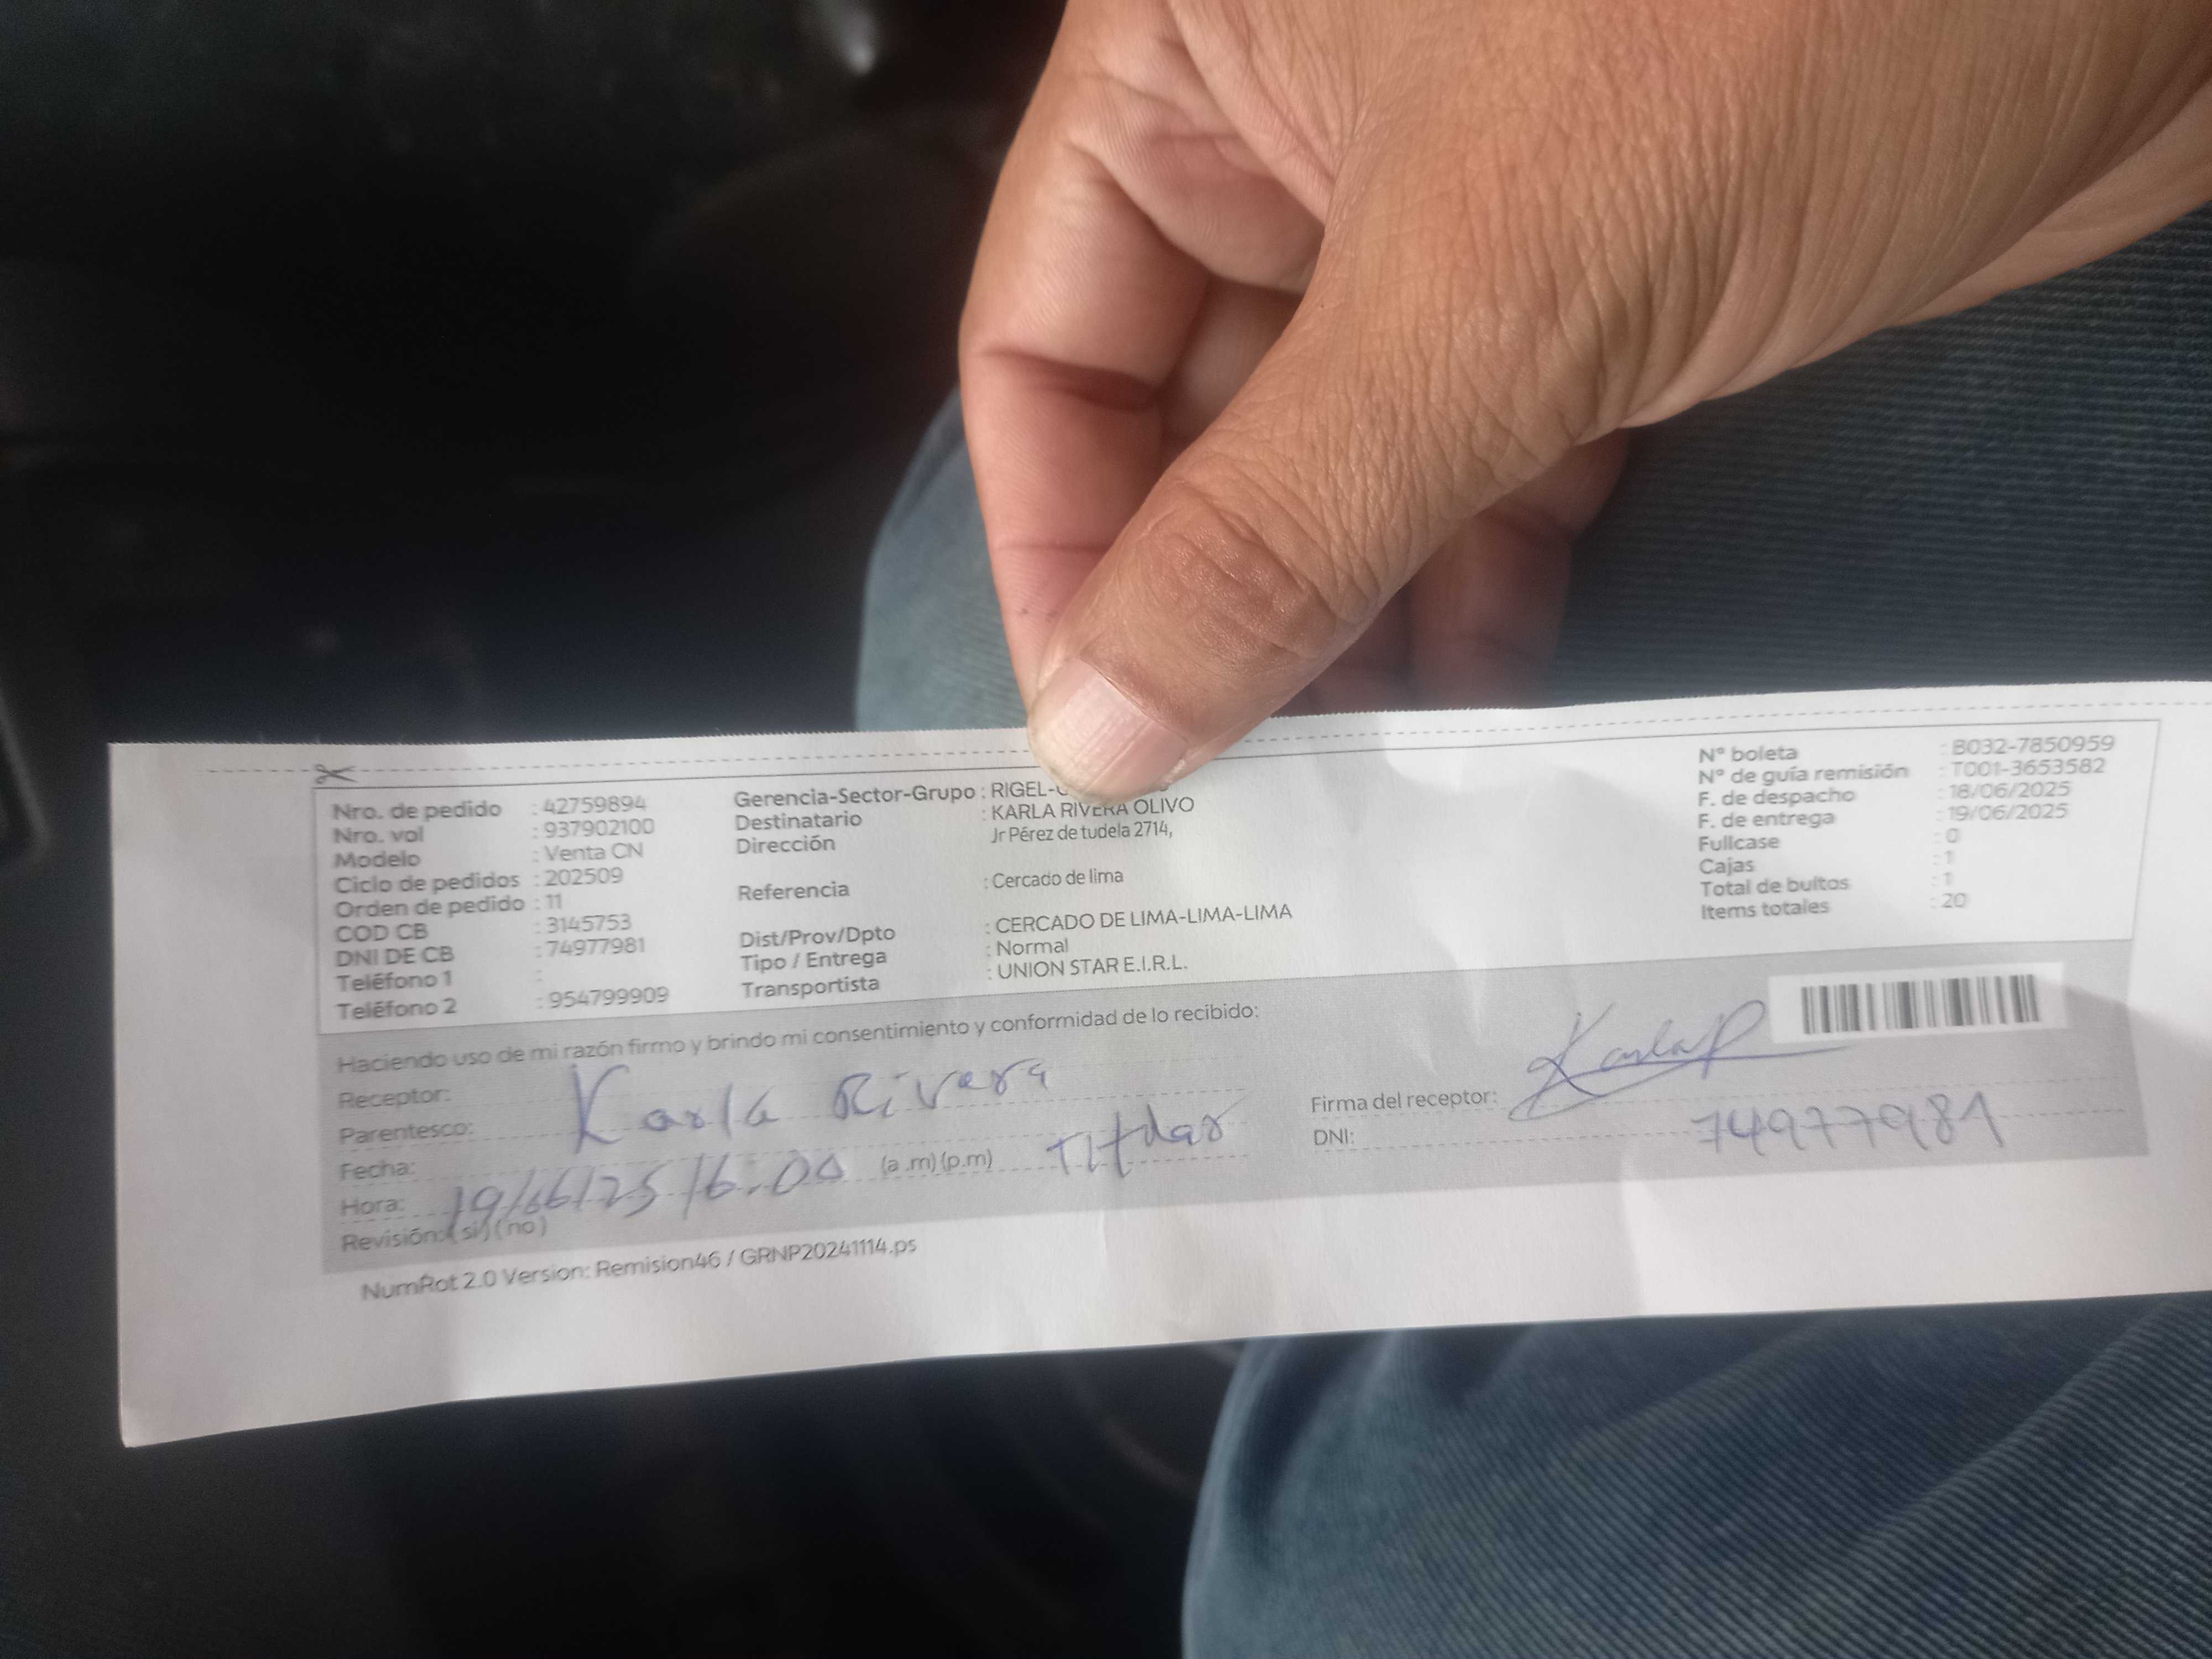 Nro. de pedido : 42759894
Nro. vol : 937902100
Modelo : Venta CN
Ciclo de pedidos : 202509
Orden de pedido : 11
COD CB : 3145753
DNI DE CB : 74977981
Teléfono 1 :
Teléfono 2 : 954799909
Gerencia-Sector-Grupo : RIGEL-
Destinatario : KARLA RIVERA OLIVO
Dirección Jr Pérez de tudela 2714,
Referencia : Cercado de lima
Dist/Prov/Dpto : CERCADO DE LIMA-LIMA-LIMA
Tipo / Entrega : Normal
Transportista : UNION STAR E.I.R.L.
N° boleta : B032-7850959
N° de guía remisión : T001-3653582
F. de despacho : 18/06/2025
F. de entrega : 19/06/2025
Fullcase : 0
Cajas : 1
Total de bultos : 1
Items totales : 20
Haciendo uso de mi razón firmo y brindo mi consentimiento y conformidad de lo recibido:
Receptor: Karla Rivera
Parentesco: Titular
Fecha: 19/06/25
Hora: 16:00 (a .m) (p.m)
Revisión: ( si ) ( no )
Firma del receptor: Karla R
DNI: 74977981
NumRot 2.0 Version: Remision46 / GRNP20241114.ps